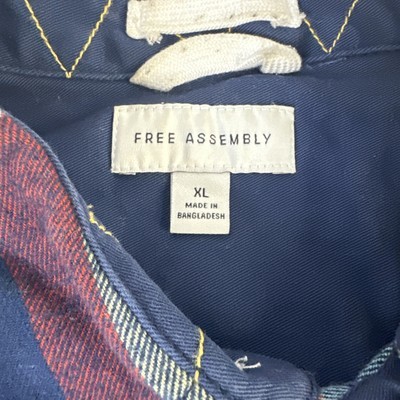 FREE ASSEMBLY
XL
MADE IN
BANGLADESH